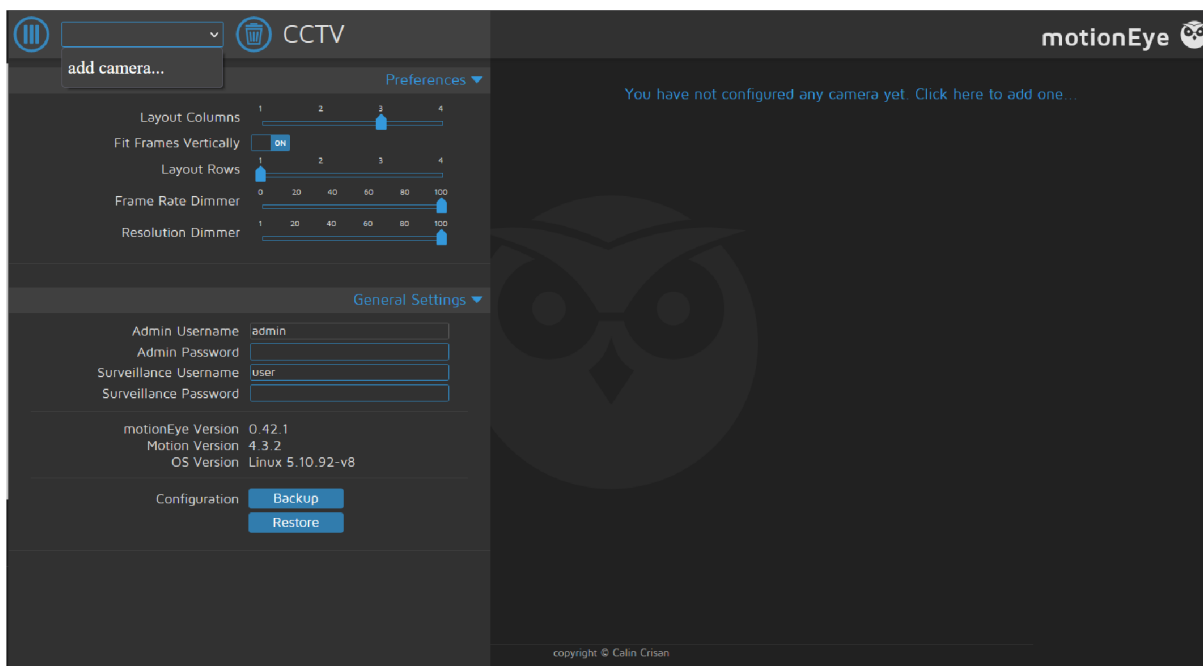 CCTV
motionEye
add camera...
Preferences
You have not configured any camera yet. Click here to add one...
Layout Columns 1 2 3 4
Fit Frames Vertically ON
Layout Rows 1 2 3 4
Frame Rate Dimmer 0 20 40 60 80 100
Resolution Dimmer 1 20 40 60 80 100
General Settings
Admin Username admin
Admin Password
Surveillance Username user
Surveillance Password
motionEye Version 0.42.1
Motion Version 4.3.2
OS Version Linux 5.10.92-v8
Configuration Backup
Restore
copyright © Calin Crisan